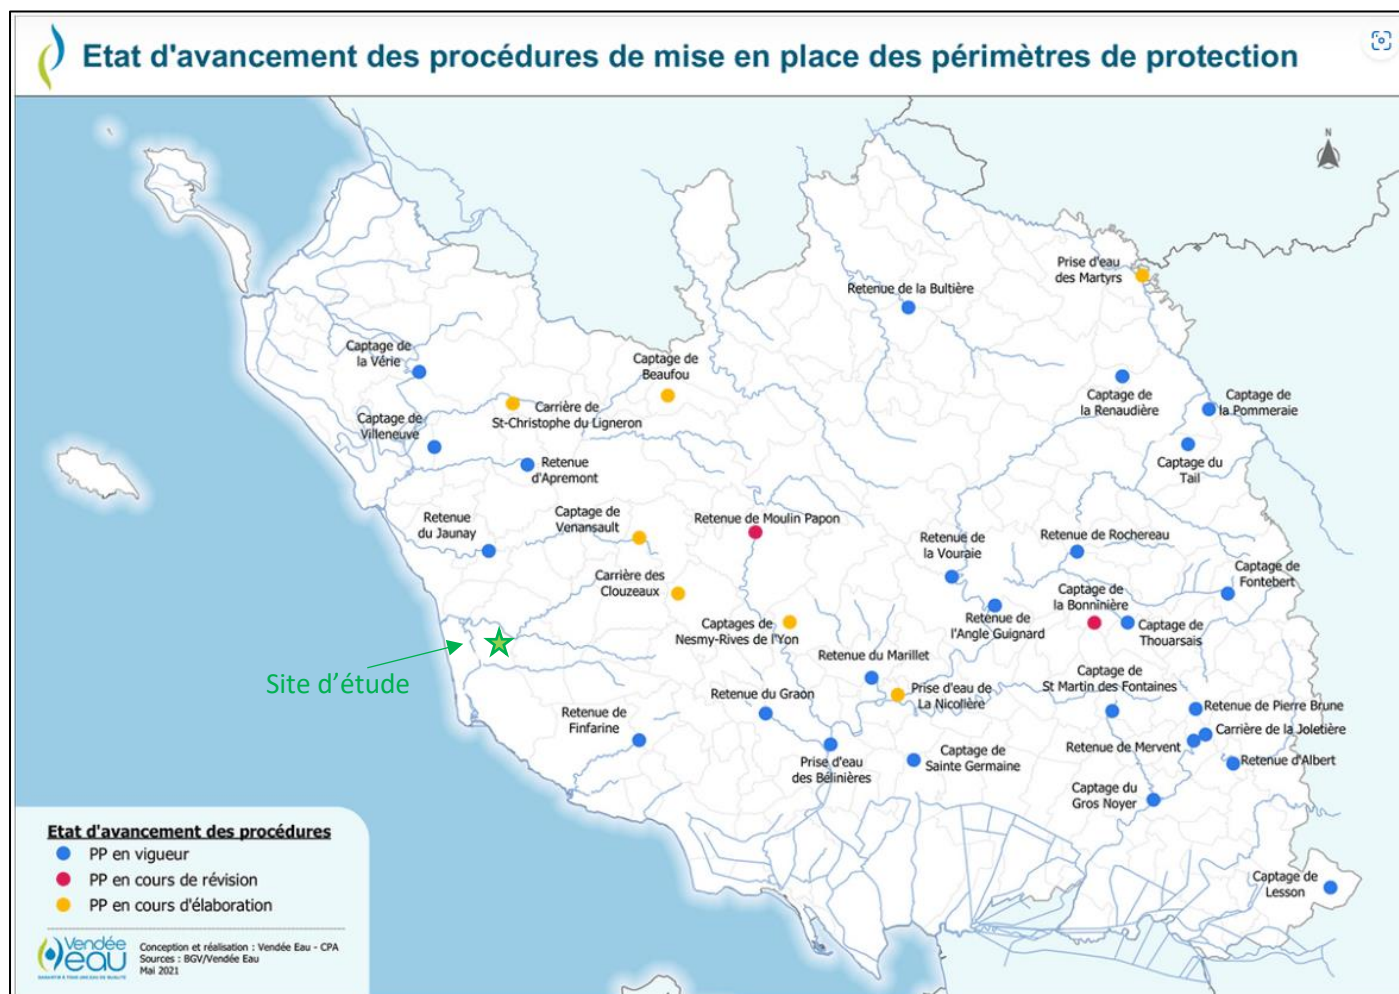 Etat d'avancement des procédures de mise en place des périmètres de protection
N
Prise d'eau
des Martyrs
Retenue de la Bultière
Captage de
la Vérie
Captage de
Beaufou
Captage de
la Renaudière
Captage de
la Pommeraie
Carrière de
St-Christophe du Ligneron
Captage de
Villeneuve
Retenue
d'Apremont
Captage du
Tail
Retenue
du Jaunay
Captage de
Venansault
Retenue de Moulin Papon
Retenue de
la Vouraie
Retenue de Rochereau
Captage de
Fontebert
Carrière des
Clouzeaux
Captage de
la Bonninière
Retenue de
l'Angle Guignard
Captages de
Nesmy-Rives de l'Yon
Captage de
Thouarsais
Site d'étude
Retenue du Marillet
Captage de
St Martin des Fontaines
Retenue du Graon
Prise d'eau de
La Nicolière
Retenue de
Finfarine
Retenue de Pierre Brune
Carrière de la Joletière
Retenue de Mervent
Retenue d'Albert
Prise d'eau
des Bélinières
Captage de
Sainte Germaine
Captage du
Gros Noyer
Captage de
Lesson
Etat d'avancement des procédures
PP en vigueur
PP en cours de révision
PP en cours d'élaboration
Vendée
eau
GARANTIR À TOUS UNE EAU DE QUALITÉ
Conception et réalisation : Vendée Eau - CPA
Sources : BGV/Vendée Eau
Mai 2021